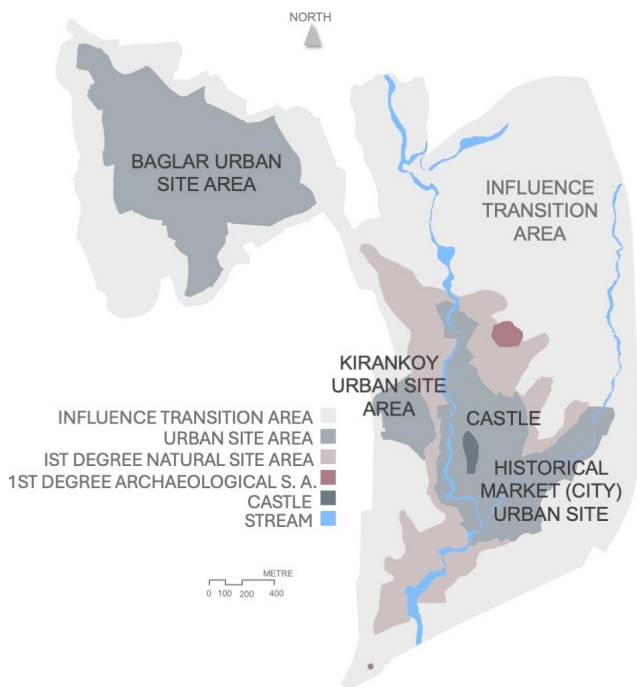 NORTH
BAGLAR URBAN
SITE AREA
INFLUENCE
TRANSITION
AREA
KIRANKOY
URBAN SITE
AREA
CASTLE
HISTORICAL
MARKET (CITY)
URBAN SITE
INFLUENCE TRANSITION AREA
URBAN SITE AREA
IST DEGREE NATURAL SITE AREA
1ST DEGREE ARCHAEOLOGICAL S. A.
CASTLE
STREAM
METRE
0 100 200 400